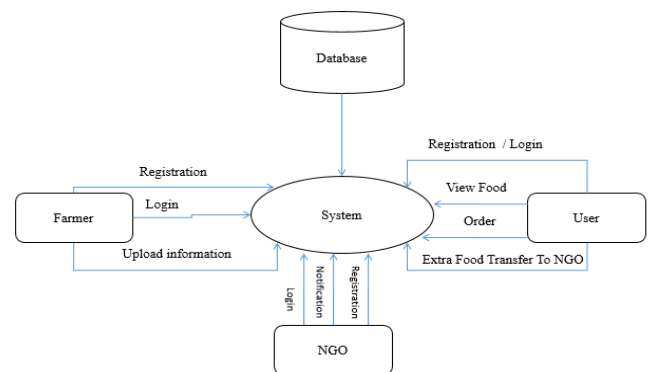 Database
Registration / Login
Registration
View Food
Login
Farmer
System
User
Order
Upload information
Extra Food Transfer To NGO
Login
Notification
Registration
NGO